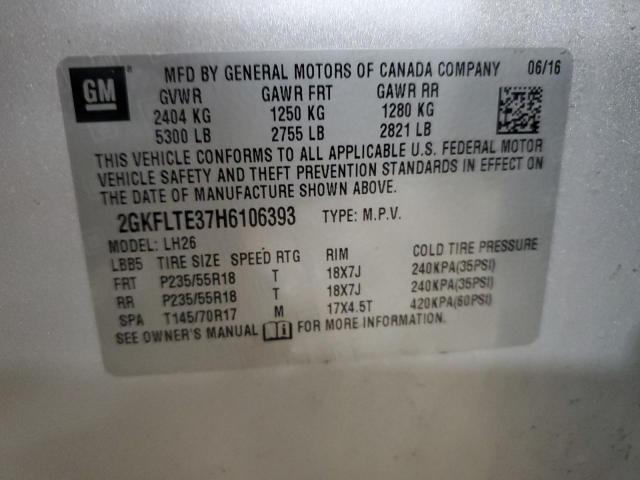 GM ® MFD BY GENERAL MOTORS OF CANADA COMPANY 06/16
GVWR GAWR FRT GAWR RR
2404 KG 1250 KG 1280 KG
5300 LB 2755 LB 2821 LB
THIS VEHICLE CONFORMS TO ALL APPLICABLE U.S. FEDERAL MOTOR
VEHICLE SAFETY AND THEFT PREVENTION STANDARDS IN EFFECT ON
THE DATE OF MANUFACTURE SHOWN ABOVE.
2GKFLTE37H6106393 TYPE: M.P.V.
MODEL: LH26
LBB5 TIRE SIZE SPEED RTG RIM COLD TIRE PRESSURE
FRT P235/55R18 T 18X7J 240KPA(35PSI)
RR P235/55R18 T 18X7J 240KPA(35PSI)
SPA T145/70R17 M 17X4.5T 420KPA(60PSI)
SEE OWNER'S MANUAL FOR MORE INFORMATION.